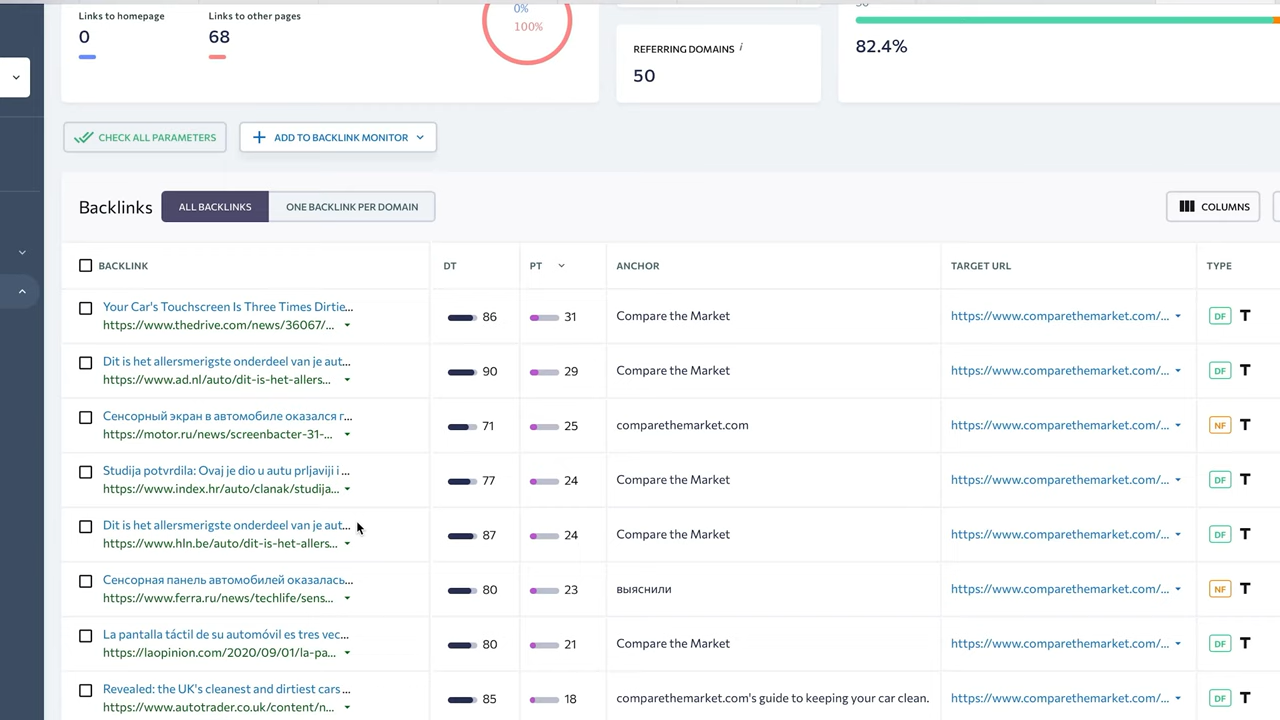 Links to homepage
Links to other pages
0
68
0%
100%
REFERRING DOMAINS i
50
82.4%
CHECK ALL PARAMETERS
ADD TO BACKLINK MONITOR
Backlinks
ALL BACKLINKS
ONE BACKLINK PER DOMAIN
COLUMNS
BACKLINK DT PT ANCHOR TARGET URL TYPE
Your Car's Touchscreen Is Three Times Dirtie...
https://www.thedrive.com/news/36067/...
86 31 Compare the Market https://www.comparethemarket.com/... DF T
Dit is het allersmerigste onderdeel van je aut...
https://www.ad.nl/auto/dit-is-het-allers...
90 29 Compare the Market https://www.comparethemarket.com/... DF T
Сенсорный экран в автомобиле оказался г...
https://motor.ru/news/screenbacter-31-...
71 25 comparethemarket.com https://www.comparethemarket.com/... NF T
Studija potvrdila: Ovaj je dio u autu prljaviji i ...
https://www.index.hr/auto/clanak/studija...
77 24 Compare the Market https://www.comparethemarket.com/... DF T
Dit is het allersmerigste onderdeel van je aut...
https://www.hln.be/auto/dit-is-het-allers...
87 24 Compare the Market https://www.comparethemarket.com/... DF T
Сенсорная панель автомобилей оказалась...
https://www.ferra.ru/news/techlife/sens...
80 23 выяснили https://www.comparethemarket.com/... NF T
La pantalla táctil de su automóvil es tres vec...
https://laopinion.com/2020/09/01/la-pa...
80 21 Compare the Market https://www.comparethemarket.com/... DF T
Revealed: the UK's cleanest and dirtiest cars ...
https://www.autotrader.co.uk/content/n...
85 18 comparethemarket.com's guide to keeping your car clean. https://www.comparethemarket.com/... DF T